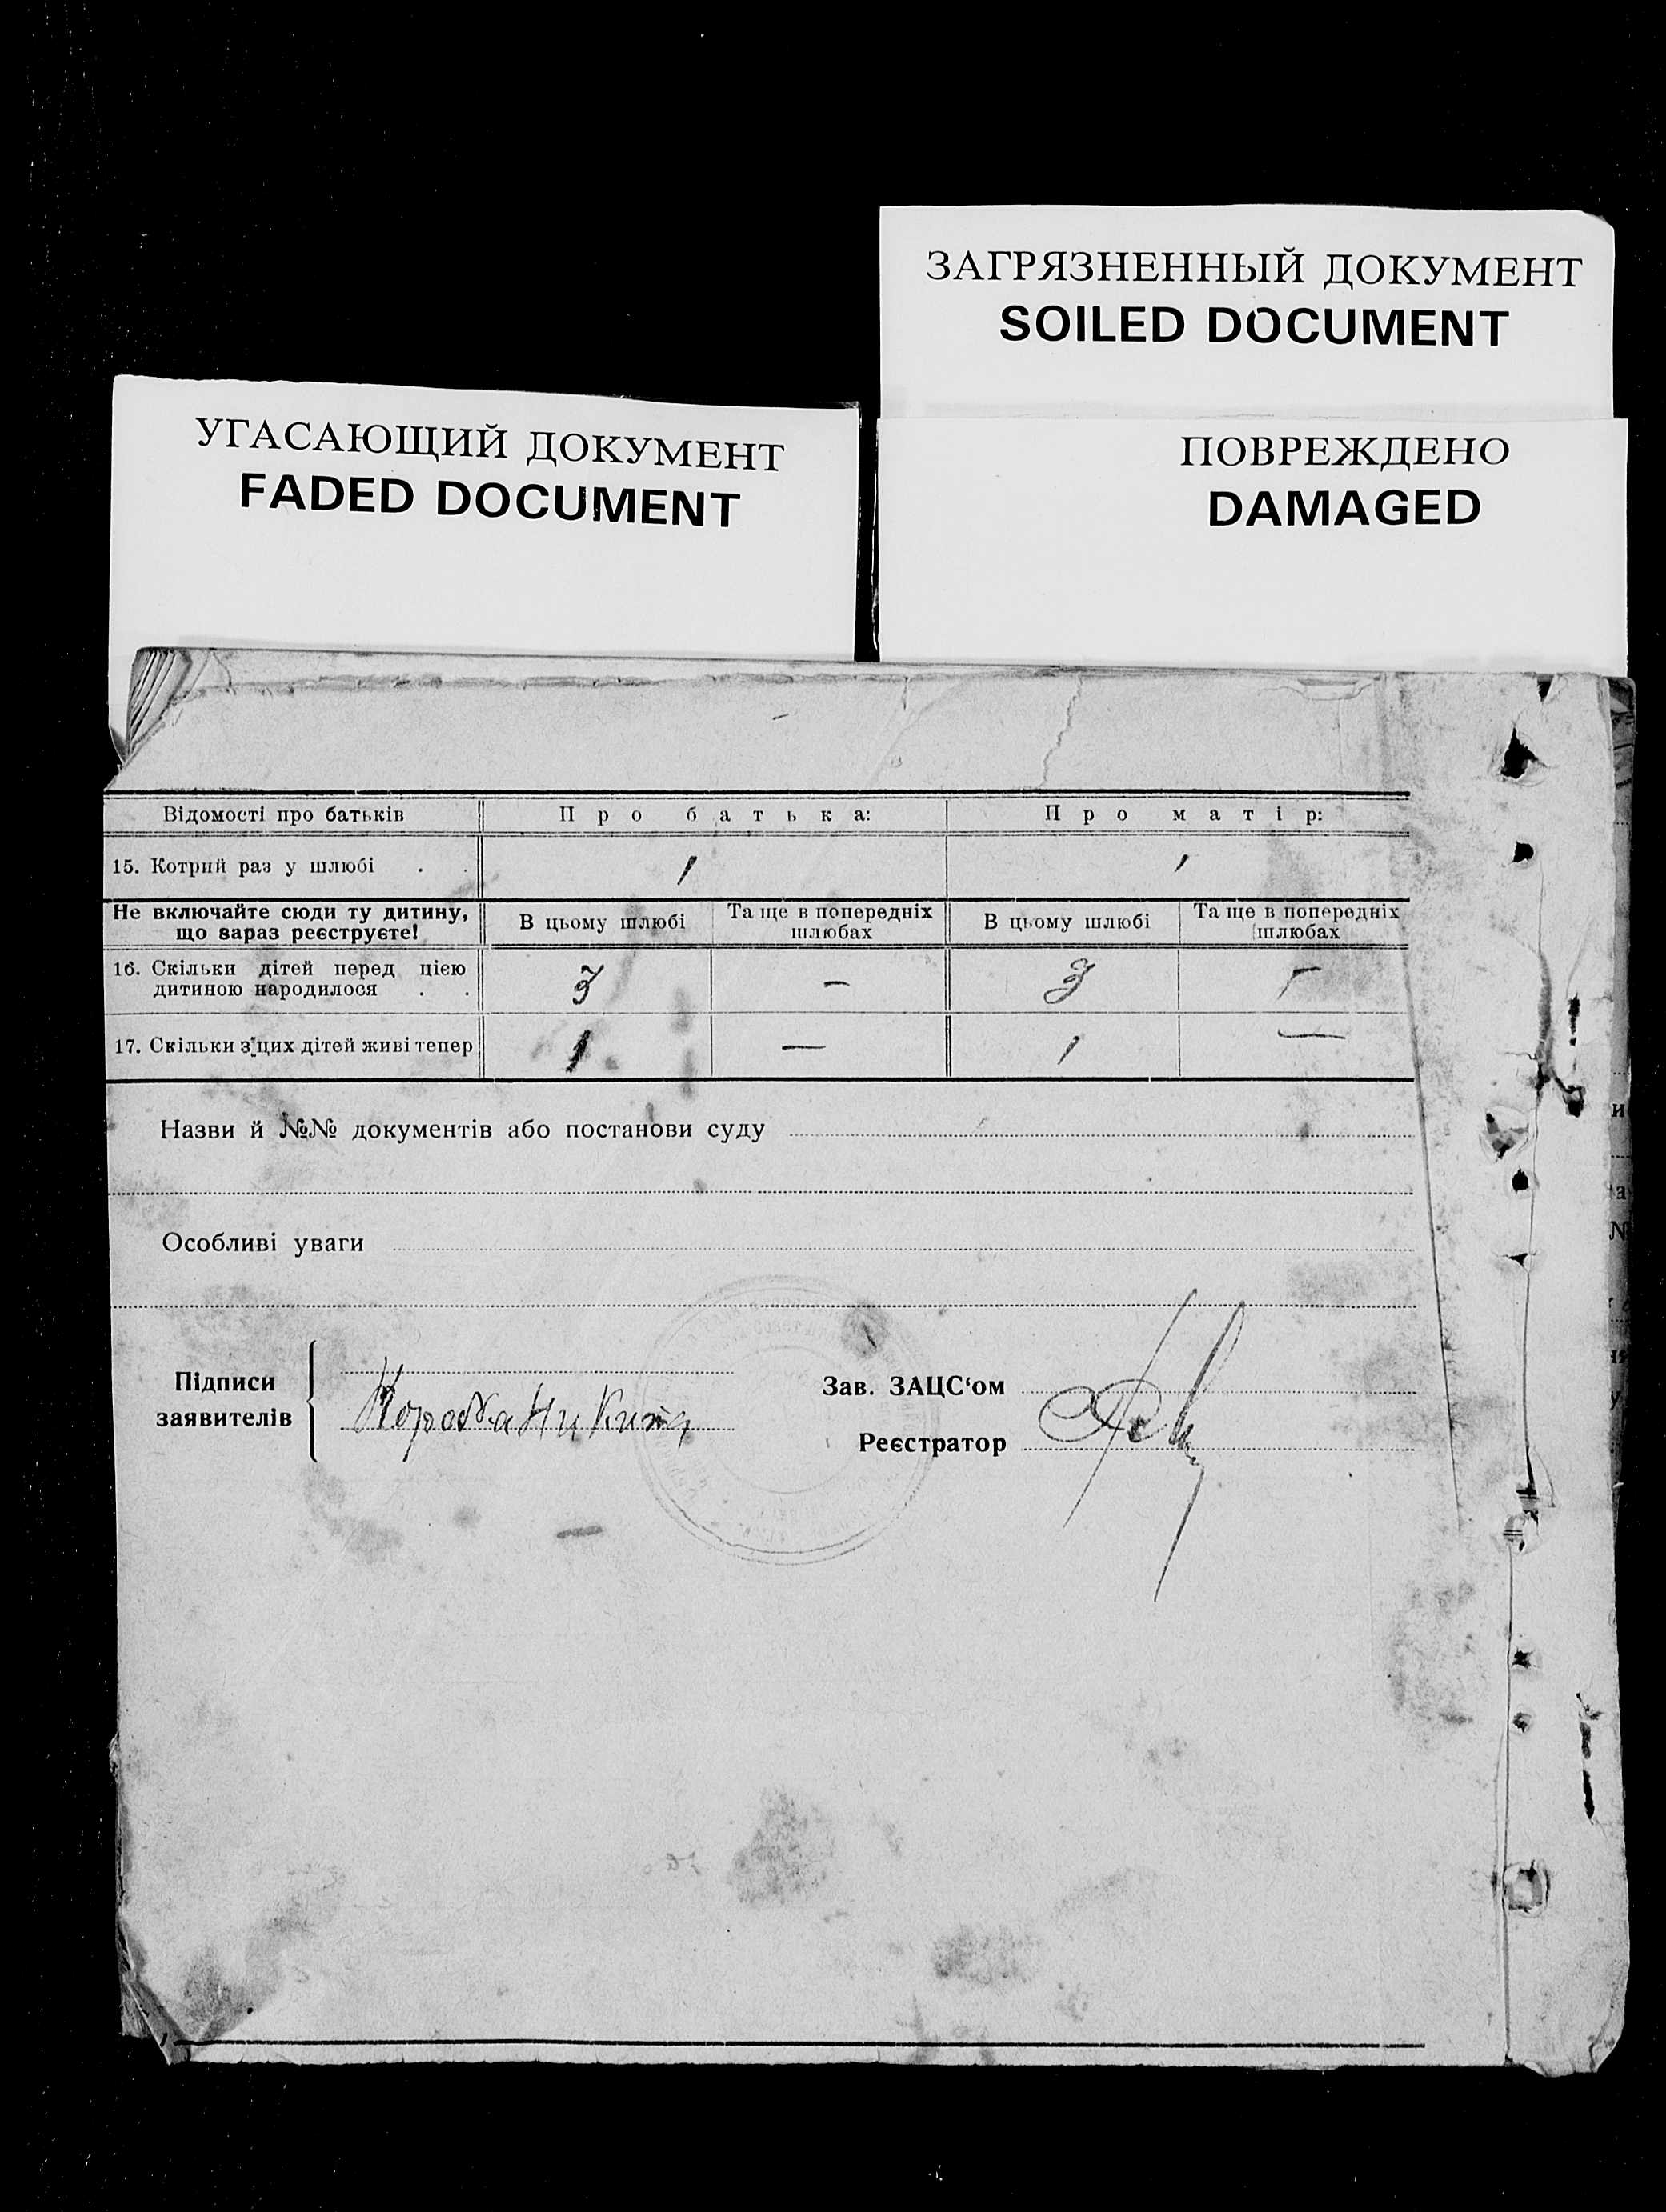 ЗАГРЯЗНЕННЫЙ ДОКУМЕНТ
SOILED DOCUMENT
УГАСАЮЩИЙ ДОКУМЕНТ
FADED DOCUMENT
ПОВРЕЖДЕНО
DAMAGED
Відомості про батьків Про батька: Про матір:
15. Котрий раз у шлюбі . . 1 1
Не включайте сюди ту дитину, що вараз реєструєте! В цьому шлюбі Та ще в попередніх шлюбах В цьому шлюбі Та ще в попередніх шлюбах
16. Скільки дітей перед цією
дитиною народилося . . 3 — 3 —
17. Скільки з цих дітей живі тепер 1 — 1 —
Назви й №№ документів або постанови суду
Особливі уваги
Підписи
заявителів
Никита
Зав. ЗАЦС‘ом
Реєстратор